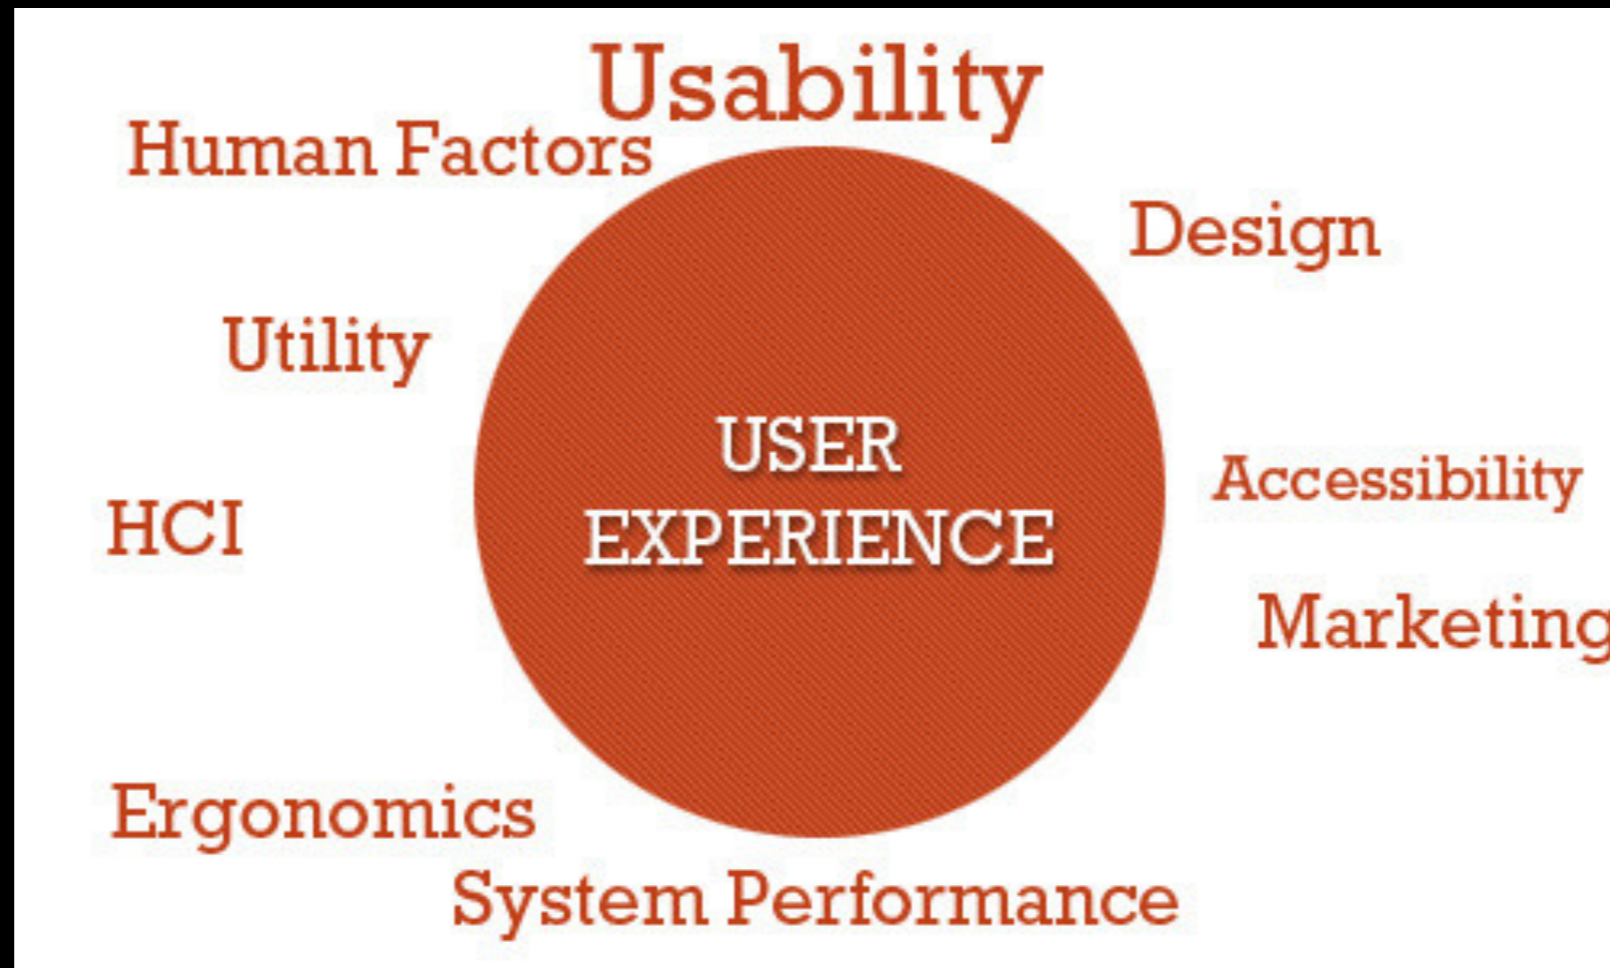 Usability
Human Factors
Design
Utility
USER
EXPERIENCE
Accessibility
HCI
Marketing
Ergonomics
System Performance